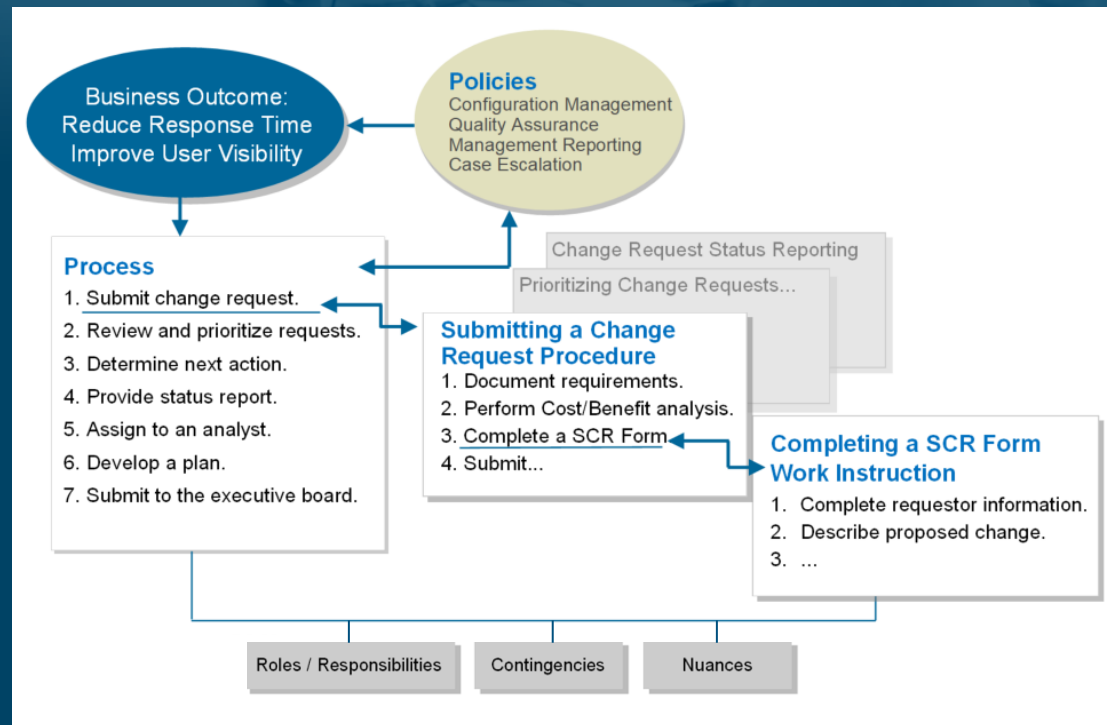 Business Outcome:
Reduce Response Time
Improve User Visibility
Policies
Configuration Management
Quality Assurance
Management Reporting
Case Escalation
Process
1. Submit change request.
2. Review and prioritize requests.
3. Determine next action.
4. Provide status report.
5. Assign to an analyst.
6. Develop a plan.
7. Submit to the executive board.
Change Request Status Reporting
Prioritizing Change Requests...
Submitting a Change
Request Procedure
1. Document requirements.
2. Perform Cost/Benefit analysis.
3. Complete a SCR Form
4. Submit...
Completing a SCR Form
Work Instruction
1. Complete requestor information.
2. Describe proposed change.
3. ...
Roles / Responsibilities
Contingencies
Nuances